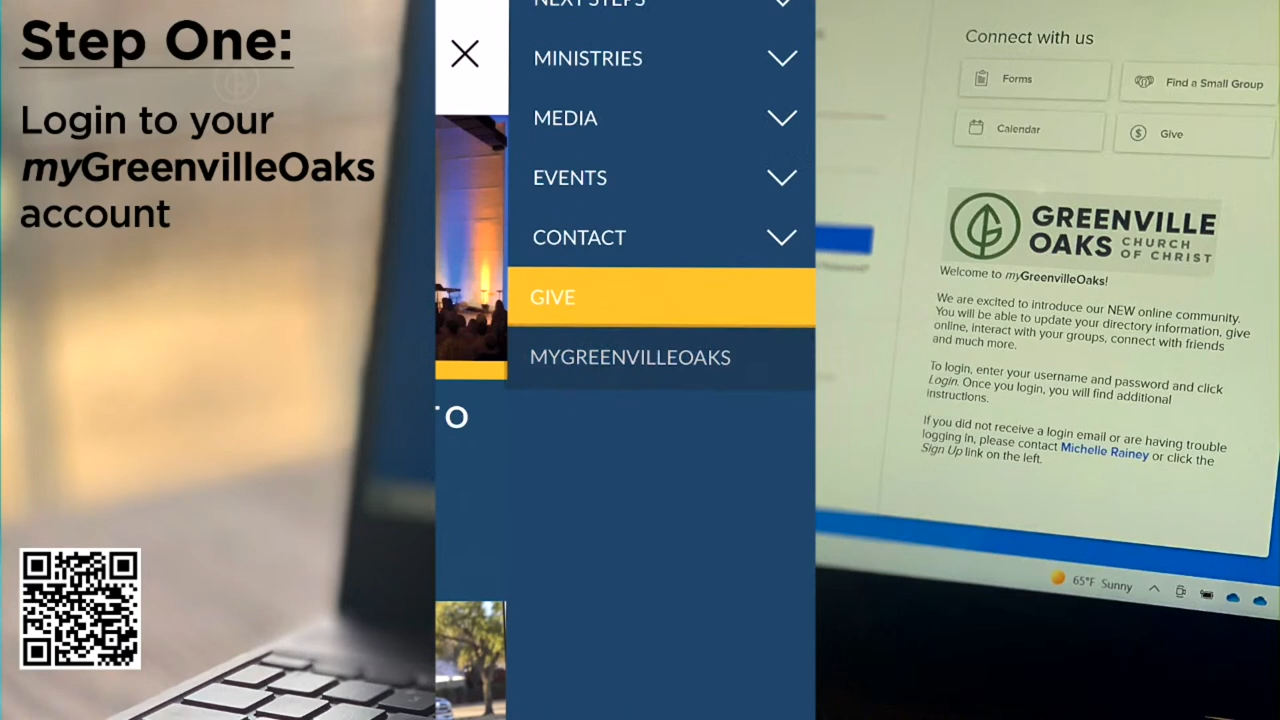 Step One:
Login to your
myGreenvilleOaks
account
NEXT STEPS
MINISTRIES
MEDIA
EVENTS
CONTACT
GIVE
MYGREENVILLEOAKS
TO
Connect with us
Forms
Find a Small Group
Calendar
Give
GREENVILLE
OAKS CHURCH
OF CHRIST
Welcome to myGreenvilleOaks!
We are excited to introduce our NEW online community.
You will be able to update your directory information, give
online, interact with your groups, connect with friends
and much more.
To login, enter your username and password and click
Login. Once you login, you will find additional
instructions.
If you did not receive a login email or are having trouble
logging in, please contact Michelle Rainey or click the
Sign Up link on the left.
65°F Sunny